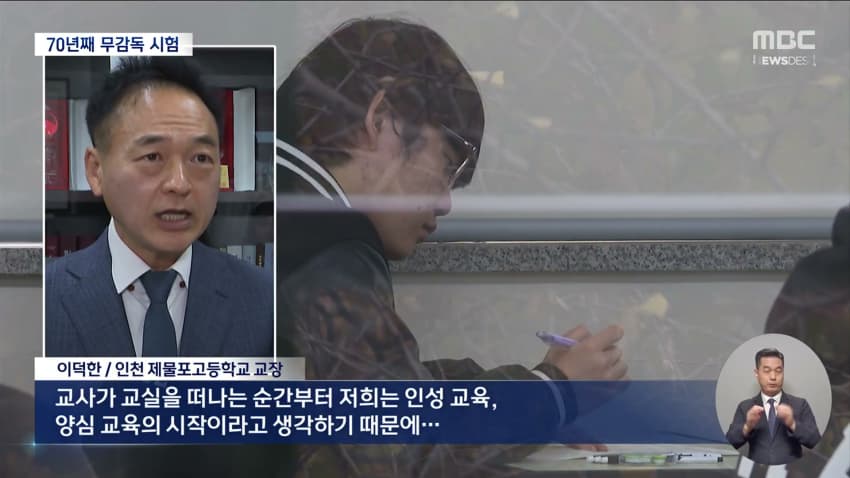 70년째 무감독 시험
MBC
NEWSDESK
이덕한 / 인천 제물포고등학교 교장
교사가 교실을 떠나는 순간부터 저희는 인성 교육,
양심 교육의 시작이라고 생각하기 때문에…